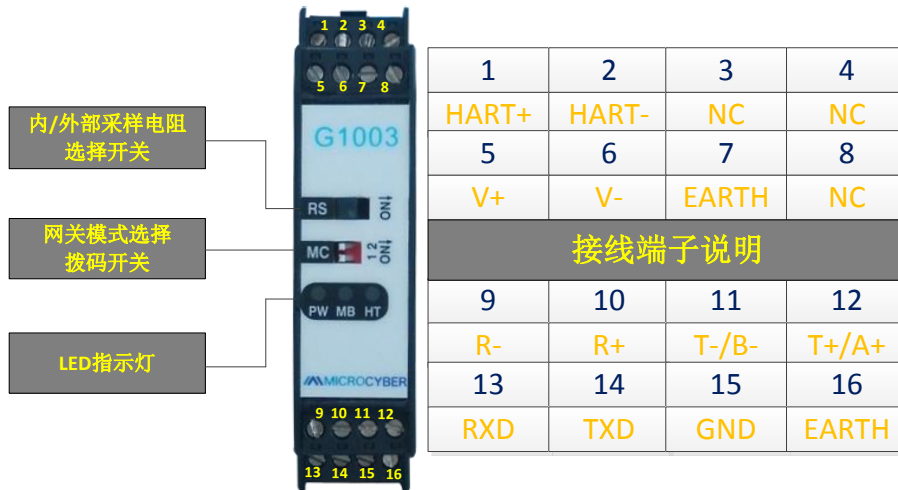 1 2 3 4
5 6 7 8
G1003
RS
ON↓
MC
1 2
ON↓
PW MB HT
MICROCYBER
9 10 11 12
13 14 15 16
内/外部采样电阻
选择开关
网关模式选择
拨码开关
LED指示灯
1 2 3 4
HART+ HART- NC NC
5 6 7 8
V+ V- EARTH NC
接线端子说明
9 10 11 12
R- R+ T-/B- T+/A+
13 14 15 16
RXD TXD GND EARTH